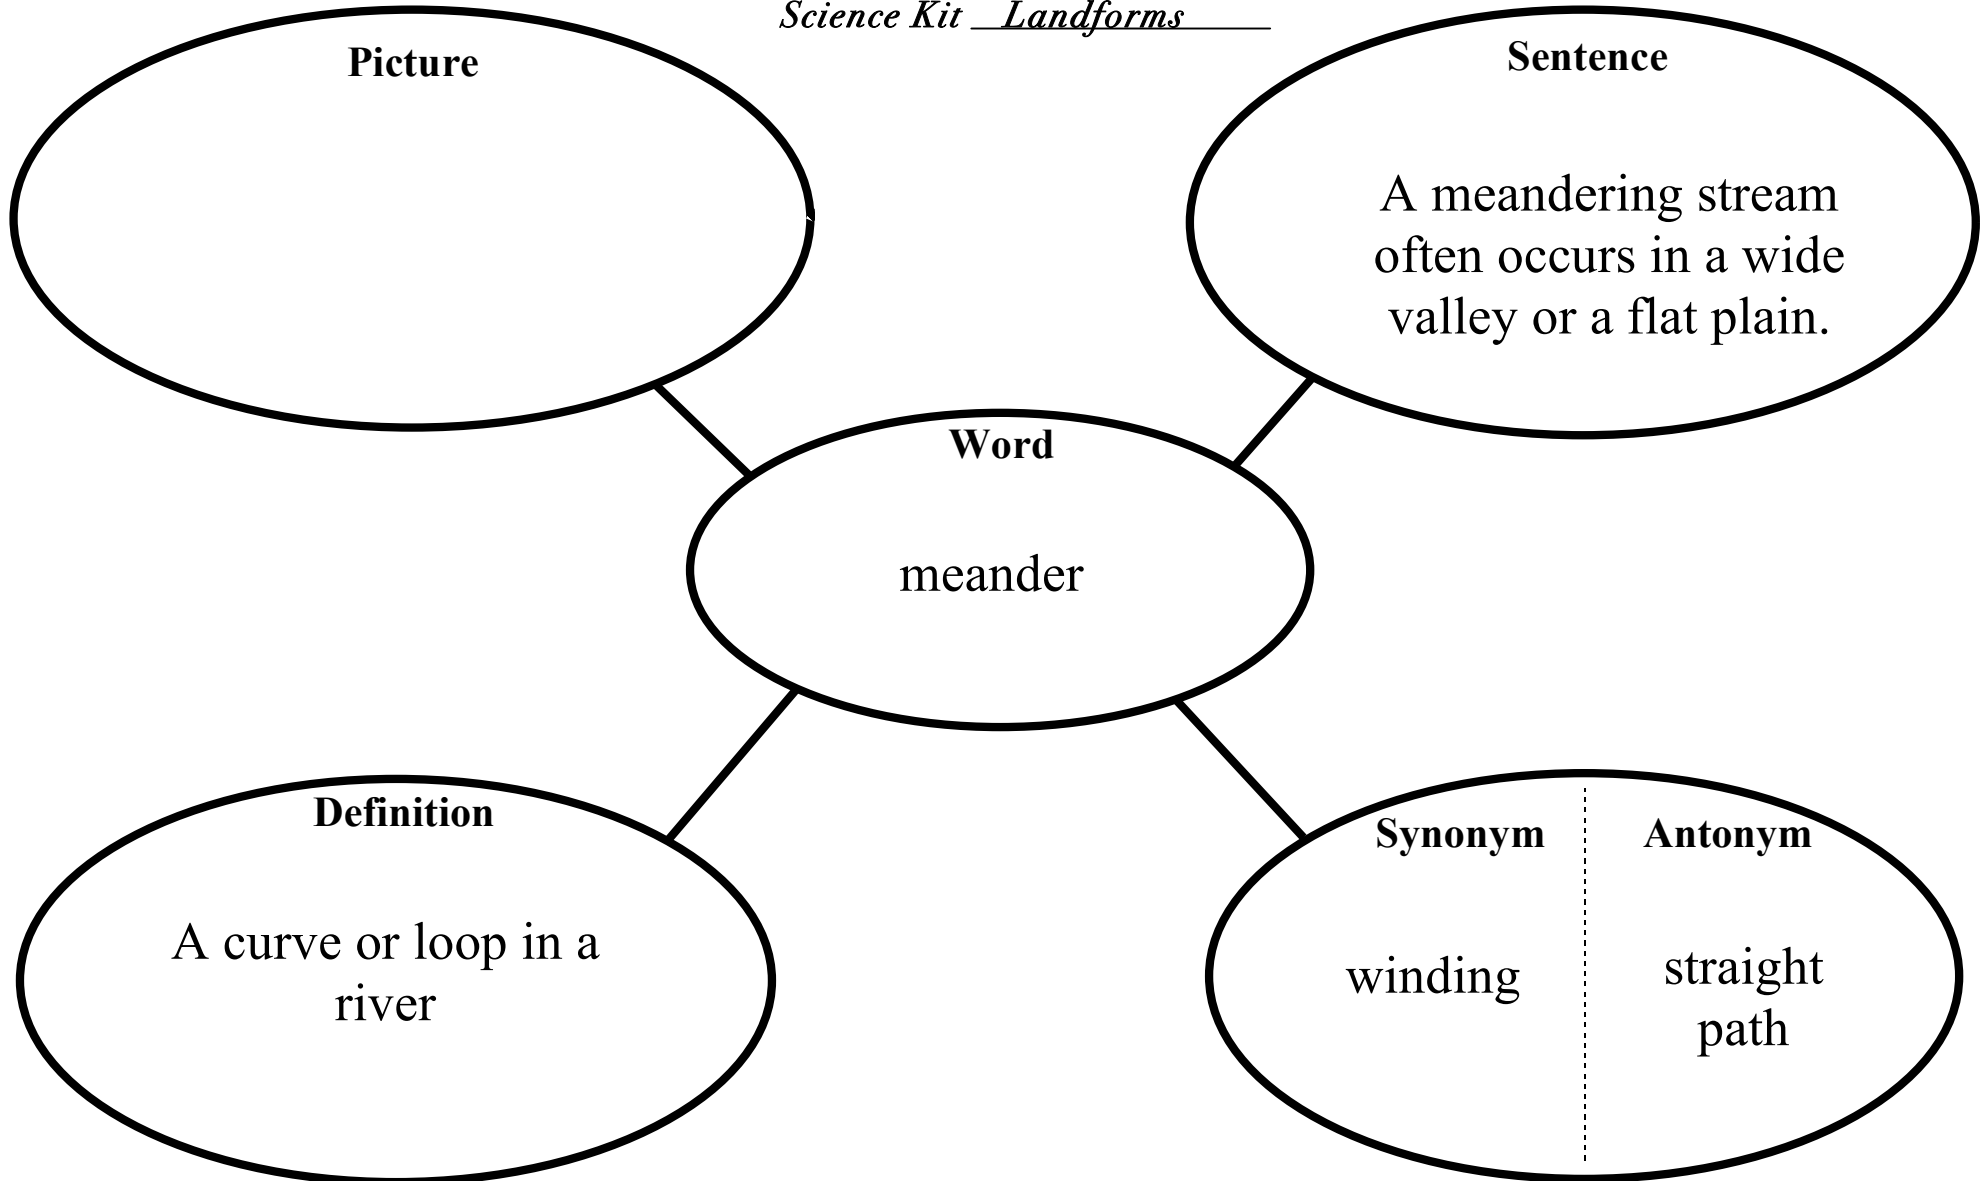 Science Kit __Landforms______
Picture
Sentence
A meandering stream
often occurs in a wide
valley or a flat plain.
Word
meander
Definition
A curve or loop in a
river
Synonym
winding
Antonym
straight
path